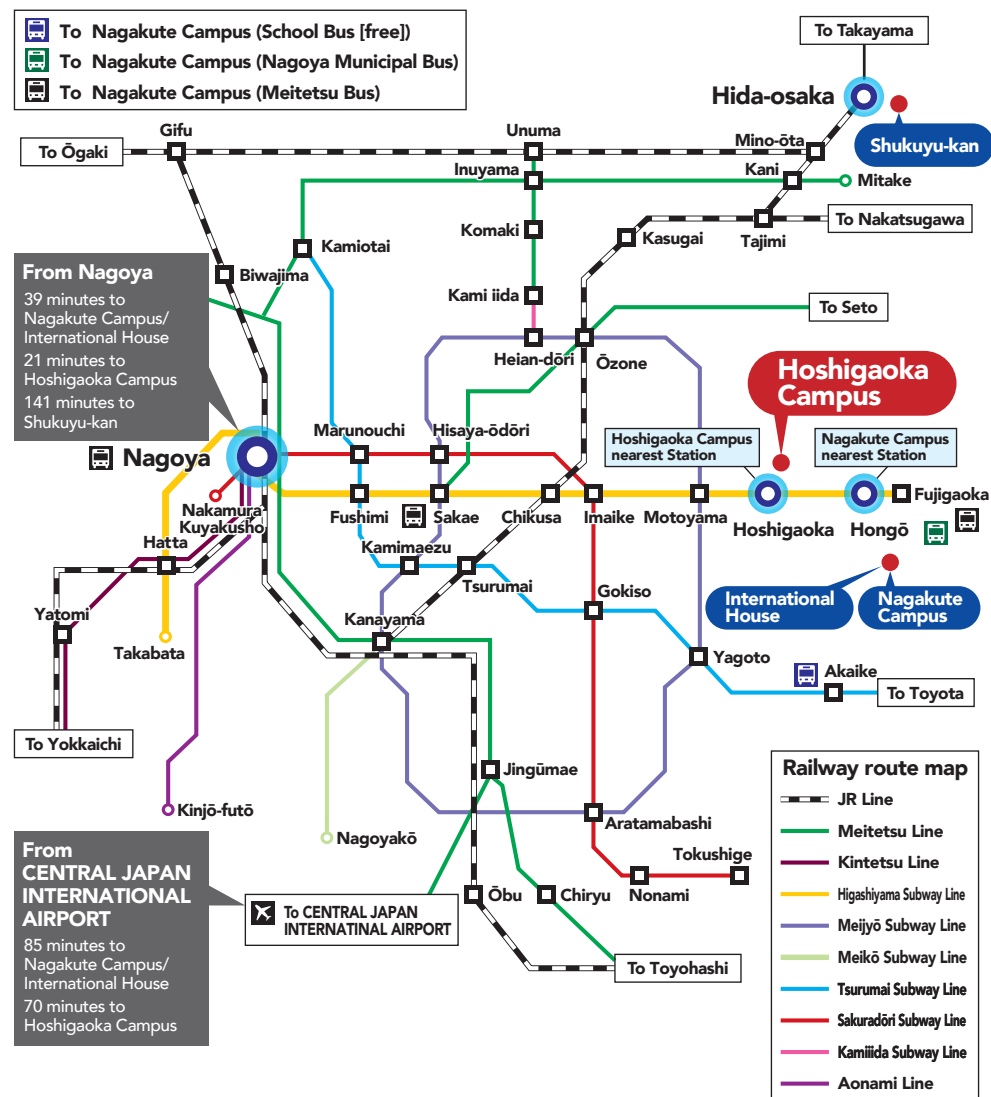 To Nagakute Campus (School Bus [free])
To Nagakute Campus (Nagoya Municipal Bus)
To Nagakute Campus (Meitetsu Bus)
To Takayama
Hida-osaka
Shukuyu-kan
To Ōgaki
Gifu
Unuma
Mino-ōta
Inuyama
Kani
Mitake
Komaki
Kamiotai
Kasugai
Tajimi
To Nakatsugawa
From Nagoya
39 minutes to
Nagakute Campus/
International House
21 minutes to
Hoshigaoka Campus
141 minutes to
Shukuyu-kan
Biwajima
Kami iida
To Seto
Heian-dōri
Ōzone
Hoshigaoka
Campus
Marunouchi
Hisaya-ōdōri
Hoshigaoka Campus
nearest Station
Nagakute Campus
nearest Station
Nagoya
Nakamura
Kuyakusho
Fushimi
Sakae
Chikusa
Imaike
Motoyama
Hoshigaoka
Hongō
Fujigaoka
Hatta
Kamimaezu
Tsurumai
Gokiso
International
House
Nagakute
Campus
Yatomi
Takabata
Kanayama
Yagoto
Akaike
To Toyota
To Yokkaichi
Kinjō-futō
Nagoyakō
Jingūmae
Aratamabashi
Tokushige
Nonami
Ōbu
Chiryu
From
CENTRAL JAPAN
INTERNATIONAL
AIRPORT
85 minutes to
Nagakute Campus/
International House
70 minutes to
Hoshigaoka Campus
To CENTRAL JAPAN
INTERNATINAL AIRPORT
To Toyohashi
Railway route map
JR Line
Meitetsu Line
Kintetsu Line
Higashiyama Subway Line
Meijyō Subway Line
Meikō Subway Line
Tsurumai Subway Line
Sakuradōri Subway Line
Kamiiida Subway Line
Aonami Line